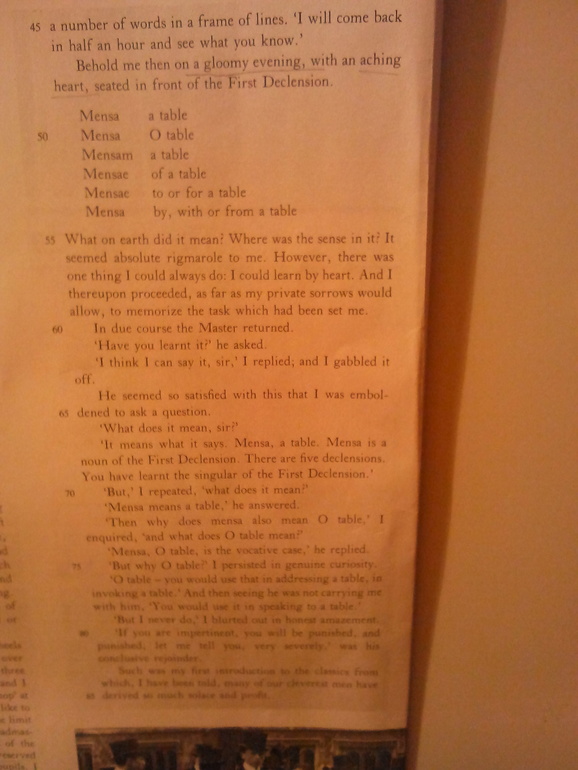 45 a number of words in a frame of lines. 'I will come back
in half an hour and see what you know.'
Behold me then on a gloomy evening, with an aching
heart, seated in front of the First Declension.
Mensa a table
50 Mensa O table
Mensam a table
Mensae of a table
Mensae to or for a table
Mensa by, with or from a table
55 What on earth did it mean? Where was the sense in it? It
seemed absolute rigmarole to me. However, there was
one thing I could always do: I could learn by heart. And I
thereupon proceeded, as far as my private sorrows would
allow, to memorize the task which had been set me.
60 In due course the Master returned.
'Have you learnt it?' he asked.
'I think I can say it, sir,' I replied; and I gabbled it
off.
He seemed so satisfied with this that I was embol-
65 dened to ask a question.
'What does it mean, sir?'
'It means what it says. Mensa, a table. Mensa is a
noun of the First Declension. There are five declensions.
You have learnt the singular of the First Declension.'
70 'But,' I repeated, 'what does it mean?'
'Mensa means a table,' he answered.
'Then why does mensa also mean O table,' I
enquired, 'and what does O table mean?'
'Mensa, O table, is the vocative case,' he replied.
75 'But why O table?' I persisted in genuine curiosity.
'O table – you would use that in addressing a table, in
invoking a table.' And then seeing he was not carrying me
with him, 'You would use it in speaking to a table.'
'But I never do,' I blurted out in honest amazement.
80 'If you are impertinent, you will be punished, and
punished, let me tell you, very severely,' was his
conclusive rejoinder.
Such was my first introduction to the classics from
which, I have been told, many of our cleverest men have
85 derived so much solace and profit.
of
or
over
three
and I
at
like to
limit
of the